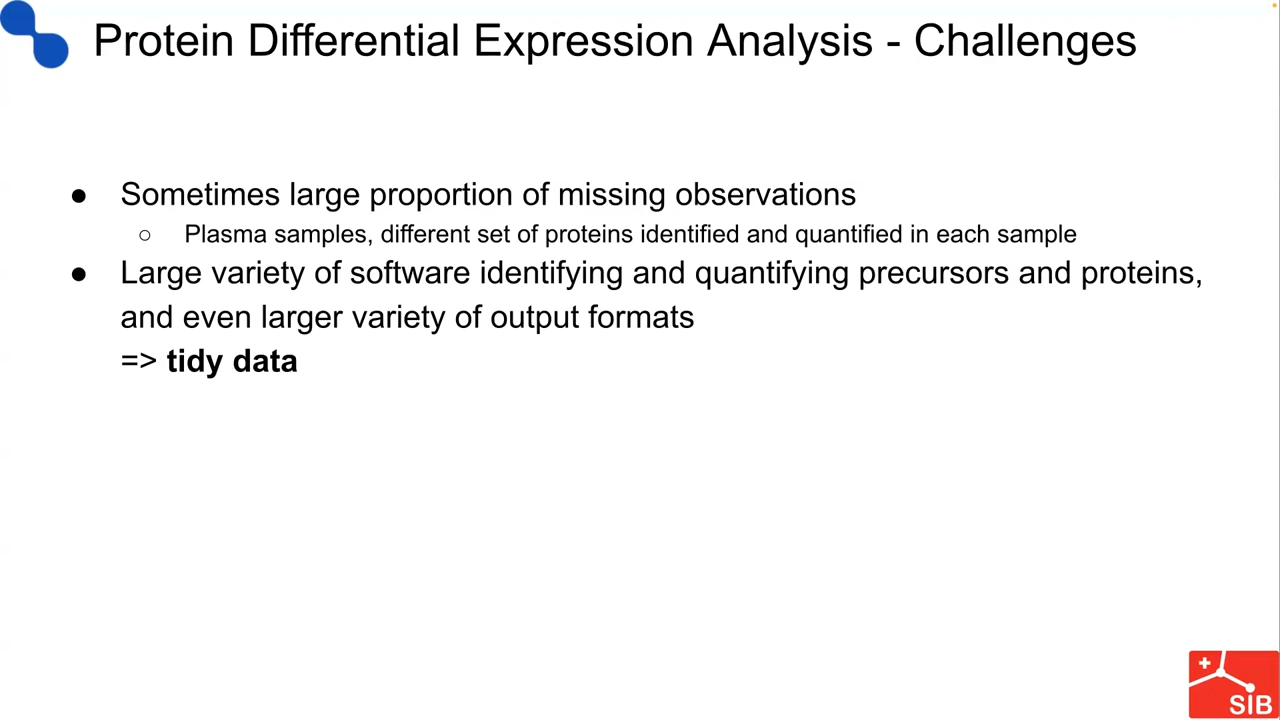 Protein Differential Expression Analysis - Challenges
● Sometimes large proportion of missing observations
○ Plasma samples, different set of proteins identified and quantified in each sample
● Large variety of software identifying and quantifying precursors and proteins,
and even larger variety of output formats
=> tidy data
SIB